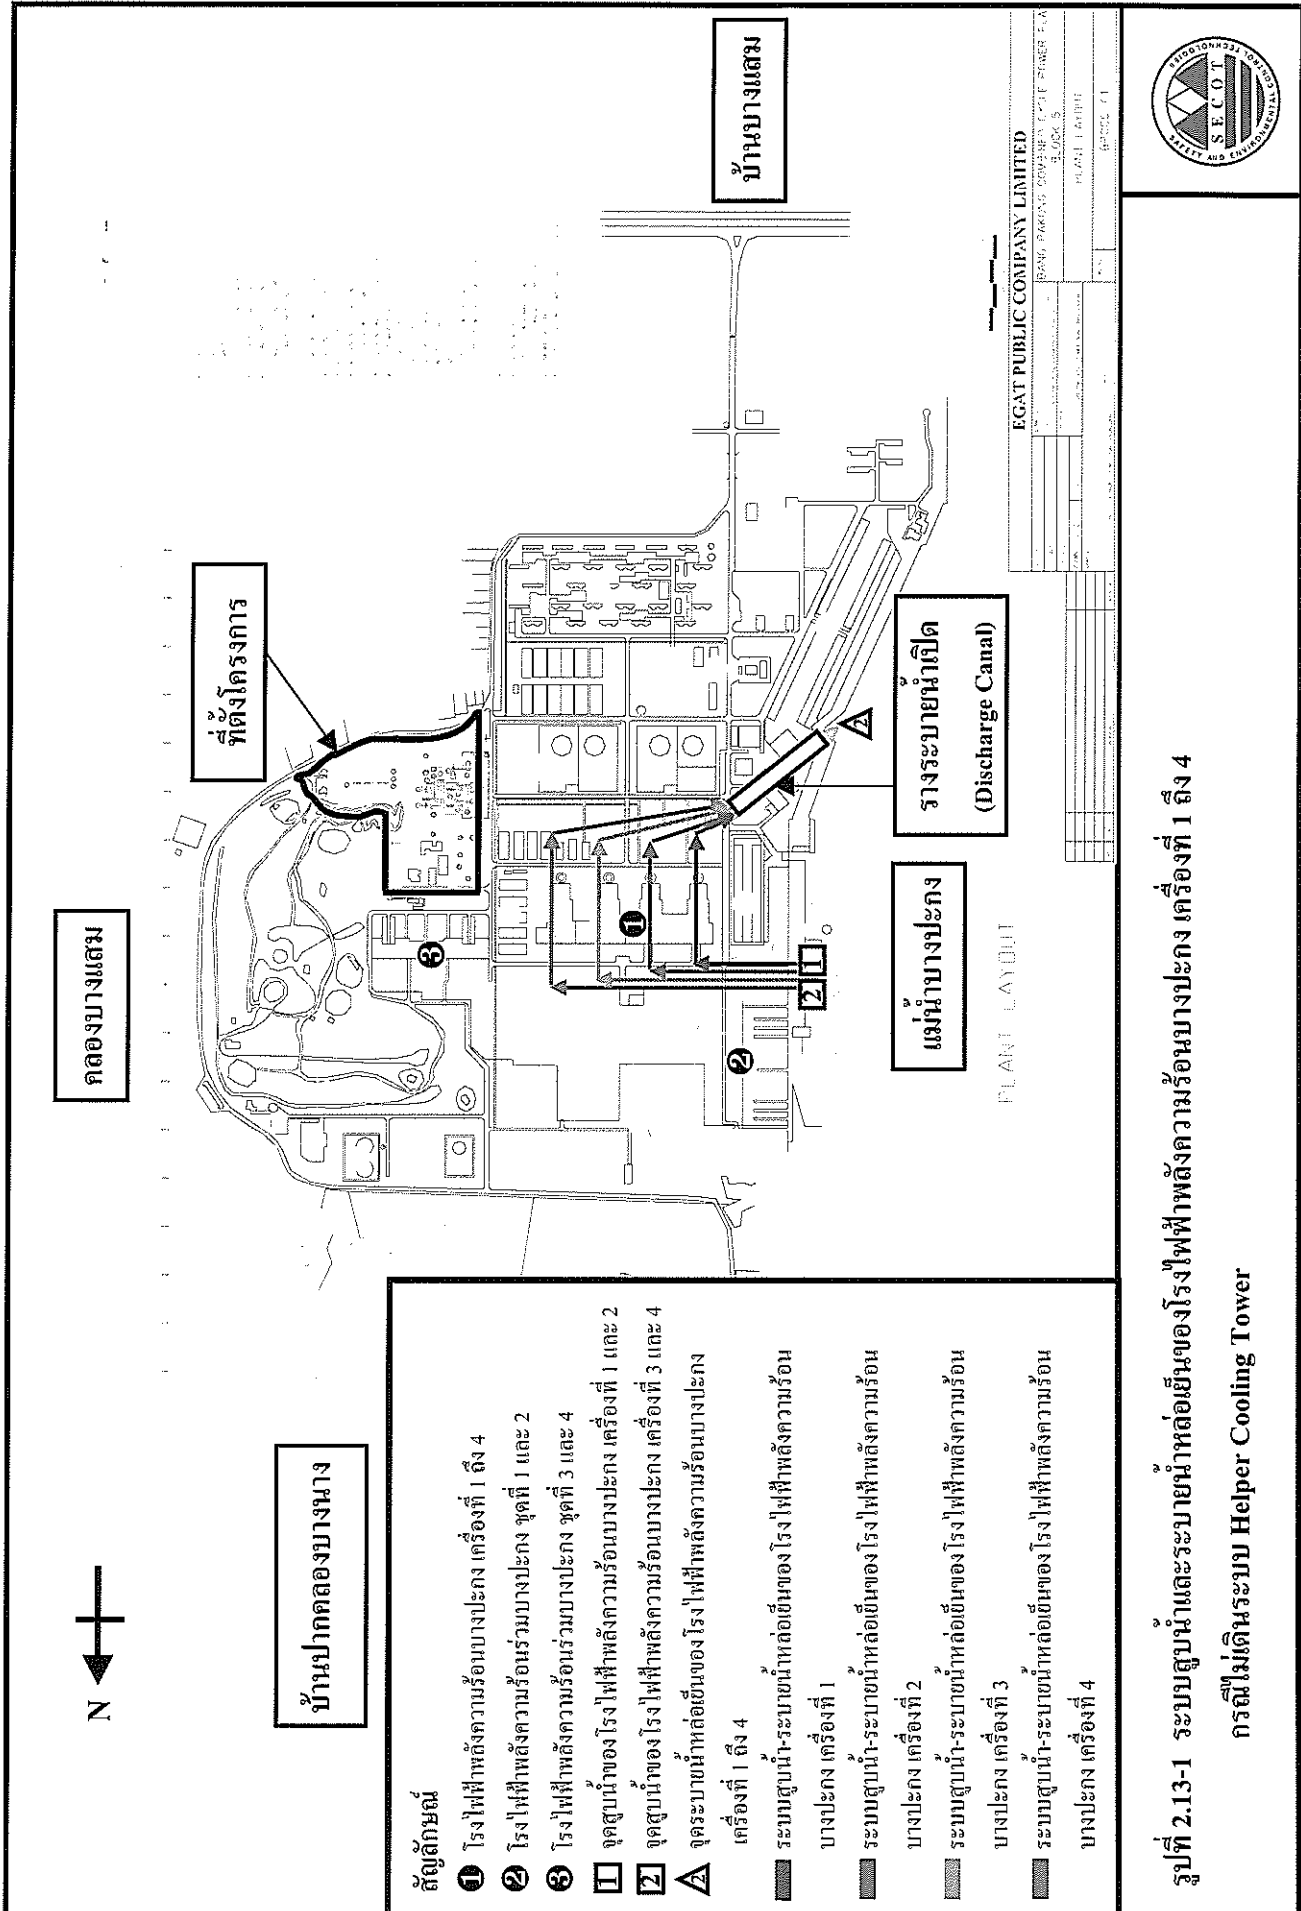 N
บ้านปากคลองบางนาง
คลองบางแสม
ที่ตั้งโครงการ
บ้านบางแสม
แม่น้ำบางปะกง
รางระบายน้ำเปิด
(Discharge Canal)
1
2
3
1
2
2
PLANT LAYOUT
สัญลักษณ์
1 โรงไฟฟ้าพลังความร้อนบางปะกง เครื่องที่ 1 ถึง 4
2 โรงไฟฟ้าพลังความร้อนร่วมบางปะกง ชุดที่ 1 และ 2
3 โรงไฟฟ้าพลังความร้อนร่วมบางปะกง ชุดที่ 3 และ 4
1 จุดสูบน้ำของโรงไฟฟ้าพลังความร้อนบางปะกง เครื่องที่ 1 และ 2
2 จุดสูบน้ำของโรงไฟฟ้าพลังความร้อนบางปะกง เครื่องที่ 3 และ 4
2 จุดระบายน้ำหล่อเย็นของโรงไฟฟ้าพลังความร้อนบางปะกง
เครื่องที่ 1 ถึง 4
ระบบสูบน้ำ-ระบายน้ำหล่อเย็นของโรงไฟฟ้าพลังความร้อน
บางปะกง เครื่องที่ 1
ระบบสูบน้ำ-ระบายน้ำหล่อเย็นของโรงไฟฟ้าพลังความร้อน
บางปะกง เครื่องที่ 2
ระบบสูบน้ำ-ระบายน้ำหล่อเย็นของโรงไฟฟ้าพลังความร้อน
บางปะกง เครื่องที่ 3
ระบบสูบน้ำ-ระบายน้ำหล่อเย็นของโรงไฟฟ้าพลังความร้อน
บางปะกง เครื่องที่ 4
EGAT PUBLIC COMPANY LIMITED
BANG PAKONG COMBINED CYCLE POWER
BLOCK 5
PLANT LAYOUT
รูปที่ 2.13-1 ระบบสูบน้ำและระบายน้ำหล่อเย็นของโรงไฟฟ้าพลังความร้อนบางปะกง เครื่องที่ 1 ถึง 4
กรณีไม่เดินระบบ Helper Cooling Tower
SECOT
SAFETY AND ENVIRONMENTAL CONTROL TECHNOLOGIES